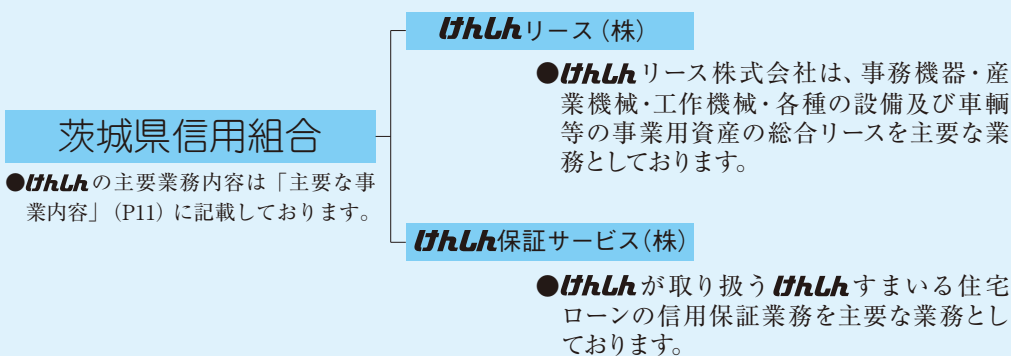 けんしんリース(株)
●けんしんリース株式会社は、事務機器・産
業機械・工作機械・各種の設備及び車輌
等の事業用資産の総合リースを主要な業
務としております。
茨城県信用組合
●けんしんの主要業務内容は「主要な事
業内容」(P11)に記載しております。
けんしん保証サービス(株)
●けんしんが取り扱うけんしんすまいる住宅
ローンの信用保証業務を主要な業務とし
ております。